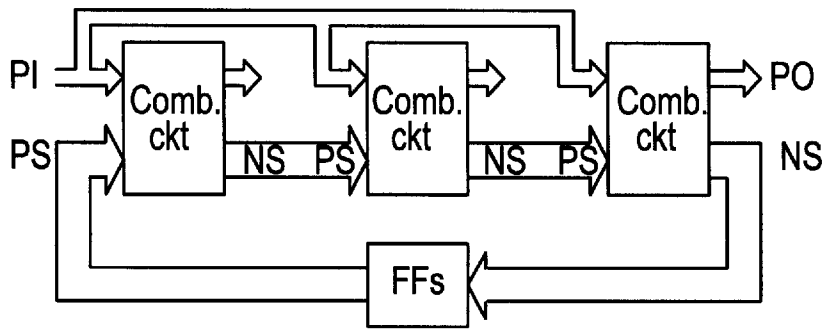 PI
Comb.
ckt
Comb.
ckt
Comb.
ckt
PO
PS
NS PS
NS PS
NS
FFs